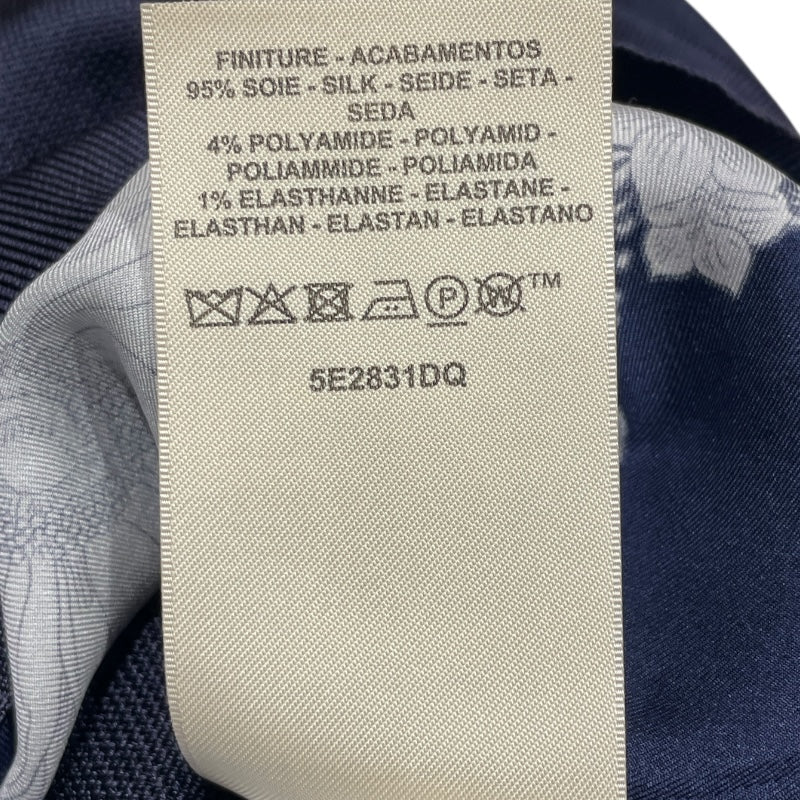 FINITURE - ACABAMENTOS
95% SOIE - SILK - SEIDE - SETA -
SEDA
4% POLYAMIDE - POLYAMID -
POLIAMMIDE - POLIAMIDA
1% ELASTHANNE - ELASTANE -
ELASTHAN - ELASTAN - ELASTANO
P W TM
5E2831DQ